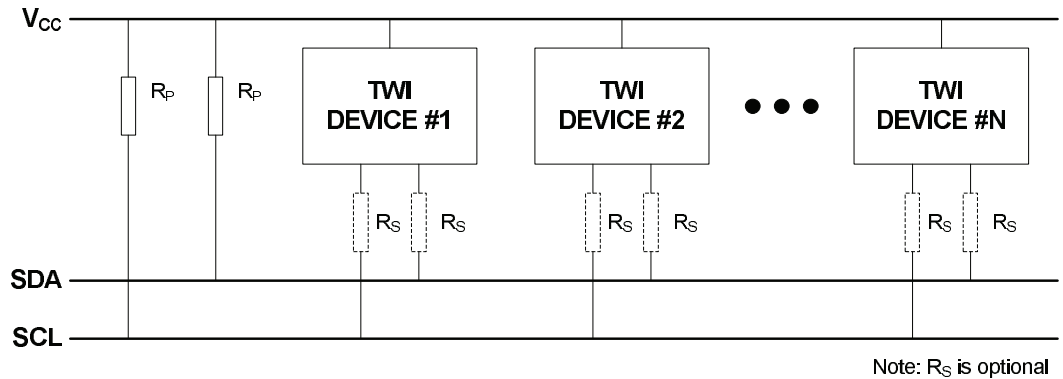 VCC
RP
RP
TWI
DEVICE #1
TWI
DEVICE #2
TWI
DEVICE #N
RS
RS
RS
RS
RS
RS
SDA
SCL
Note: RS is optional